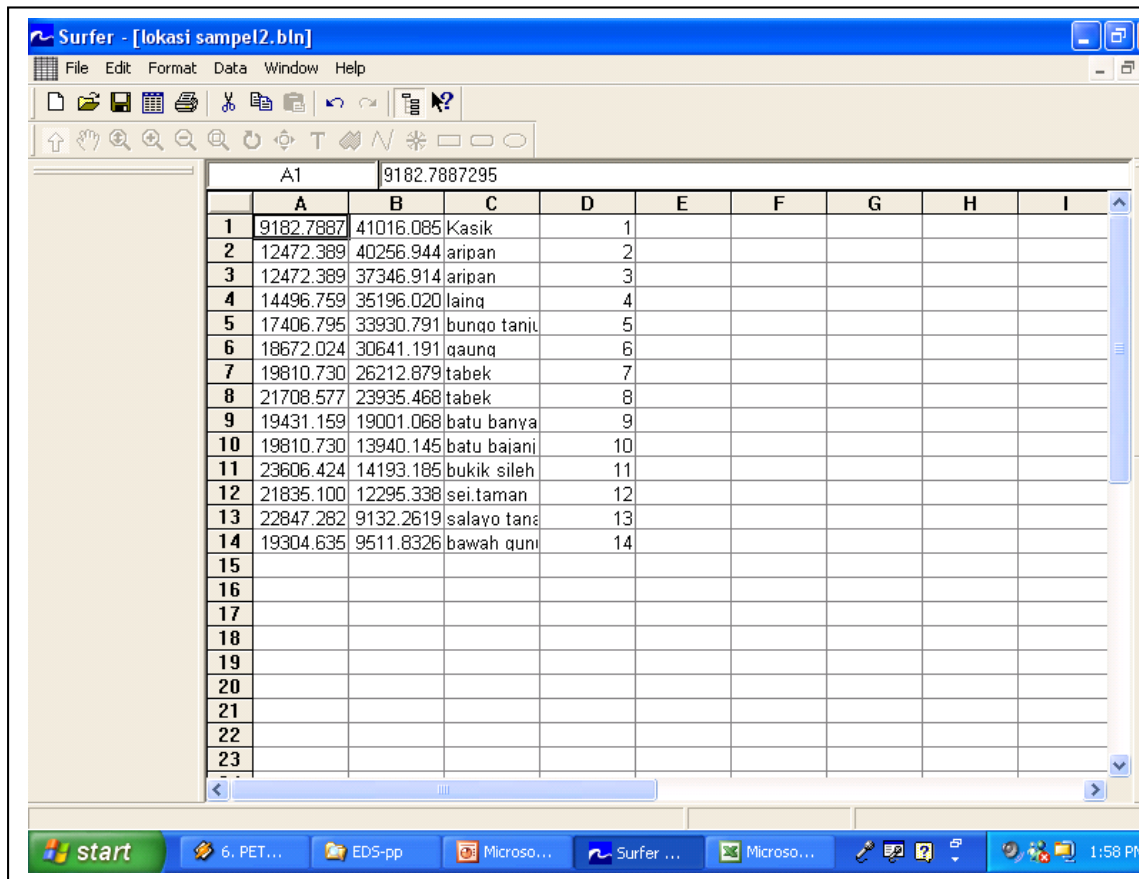 Surfer - [lokasi sampel2.bln]
File Edit Format Data Window Help
A1 9182.7887295
A B C D E F G H I
1 9182.7887 41016.085 Kasik 1
2 12472.389 40256.944 aripan 2
3 12472.389 37346.914 aripan 3
4 14496.759 35196.020 laing 4
5 17406.795 33930.791 bungo tanju 5
6 18672.024 30641.191 gaung 6
7 19810.730 26212.879 tabek 7
8 21708.577 23935.468 tabek 8
9 19431.159 19001.068 batu banya 9
10 19810.730 13940.145 batu bajanj 10
11 23606.424 14193.185 bukik sileh 11
12 21835.100 12295.338 sei.taman 12
13 22847.282 9132.2619 salayo tana 13
14 19304.635 9511.8326 bawah gunu 14
15
16
17
18
19
20
21
22
23
start 6. PET... EDS-pp Microso... Surfer ... Microso... 1:58 PM